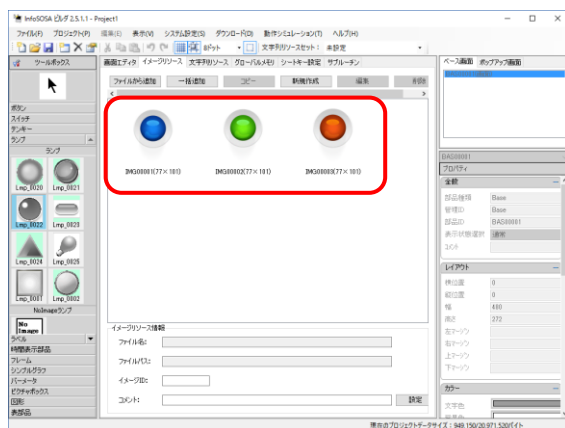 InfoSOSA ビルダ 2.5.1.1 - Project1
ファイル(F) プロジェクト(P) 編集(E) 表示(V) システム設定(S) ダウンロード(D) 動作シミュレーション(T) ヘルプ(H)
8ドット 文字列リソースセット: 未設定
ツールボックス
画面エディタ イメージリソース 文字列リソース グローバルメモリ シートキー設定 サブルーチン
ベース画面 ポップアップ画面
ファイルから追加 一括追加 コピー 新規作成 編集 削除
ボタン
スイッチ
テンキー
ランプ
ランプ
Lmp_0020 Lmp_0021
Lmp_0022 Lmp_0023
Lmp_0024 Lmp_0025
Lmp_0081 Lmp_0082
NoImageランプ
No Image
ラベル
時間表示部品
フレーム
シンプルグラフ
バーメータ
ピクチャボックス
図形
表部品
IMG00001(77×101) IMG00002(77×101) IMG00003(77×101)
イメージリソース情報
ファイル名:
ファイルパス:
イメージID:
コメント: 設定
BAS00001
プロパティ
全般
部品種類 Base
管理ID Base
部品ID BAS00001
表示状態選択 通常
コメント
レイアウト
横位置 0
縦位置 0
幅 480
高さ 272
左マージン
右マージン
上マージン
下マージン
カラー
文字色
現在のプロジェクトデータサイズ : 949,150/20,971,520バイト